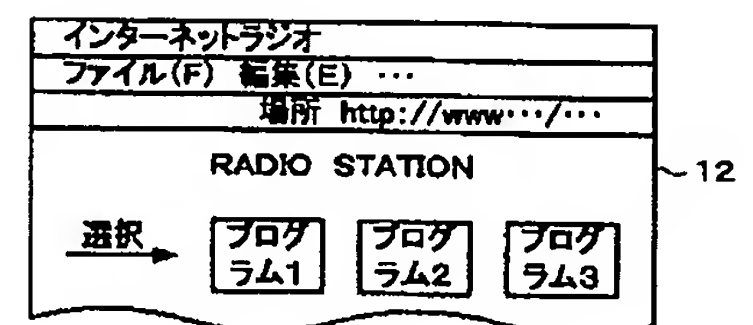 インターネットラジオ
ファイル(F) 編集(E) ···
場所 http://www···/···
RADIO STATION
12
選択
プログラム1
プログラム2
プログラム3